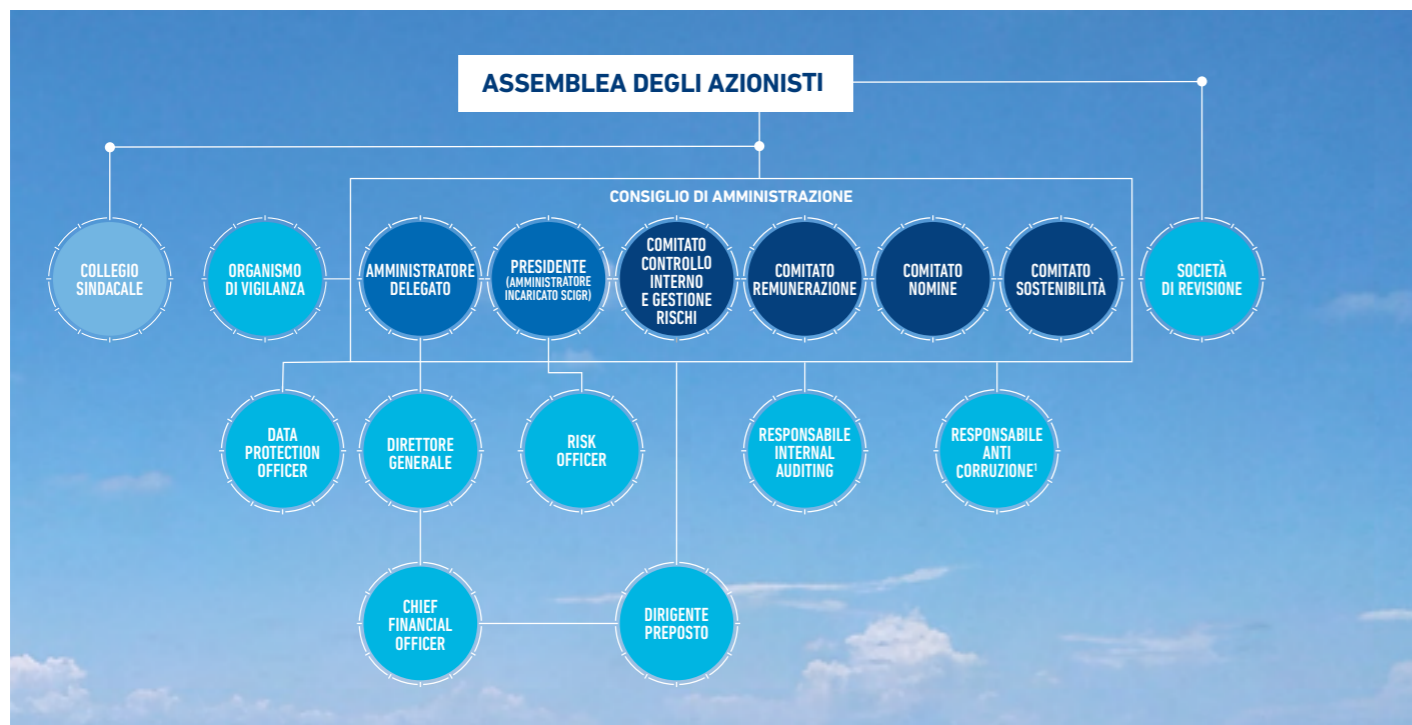 ASSEMBLEA DEGLI AZIONISTI
CONSIGLIO DI AMMINISTRAZIONE
COLLEGIO
SINDACALE
ORGANISMO
DI VIGILANZA
AMMINISTRATORE
DELEGATO
PRESIDENTE
(AMMINISTRATORE
INCARICATO SCIGR)
COMITATO
CONTROLLO
INTERNO
E GESTIONE
RISCHI
COMITATO
REMUNERAZIONE
COMITATO
NOMINE
COMITATO
SOSTENIBILITÀ
SOCIETÀ
DI REVISIONE
DATA
PROTECTION
OFFICER
DIRETTORE
GENERALE
RISK
OFFICER
RESPONSABILE
INTERNAL
AUDITING
RESPONSABILE
ANTI
CORRUZIONE¹
CHIEF
FINANCIAL
OFFICER
DIRIGENTE
PREPOSTO